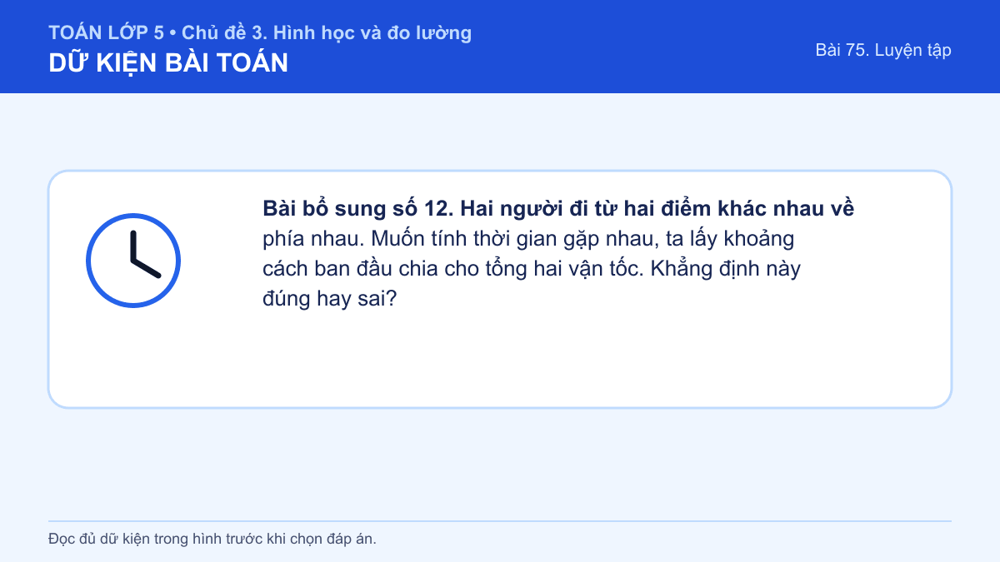 TOÁN LỚP 5 • Chủ đề 3. Hình học và đo lường
DỮ KIỆN BÀI TOÁN
Bài 75. Luyện tập
Bài bổ sung số 12. Hai người đi từ hai điểm khác nhau về
phía nhau. Muốn tính thời gian gặp nhau, ta lấy khoảng
cách ban đầu chia cho tổng hai vận tốc. Khẳng định này
đúng hay sai?
Đọc đủ dữ kiện trong hình trước khi chọn đáp án.